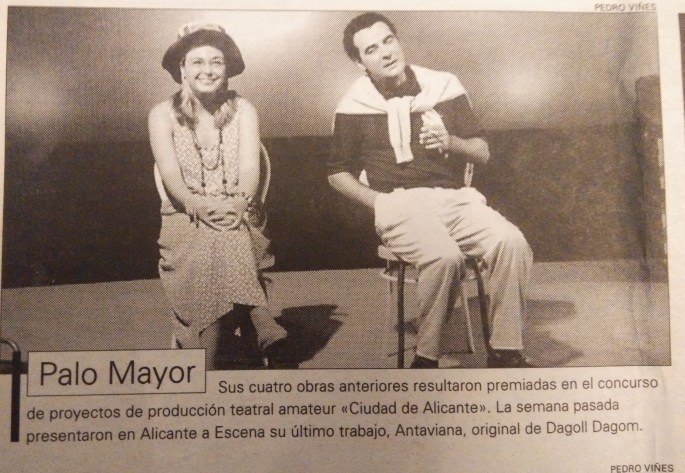 PEDRO VIÑES
Palo Mayor
Sus cuatro obras anteriores resultaron premiadas en el concurso
de proyectos de producción teatral amateur «Ciudad de Alicante». La semana pasada
presentaron en Alicante a Escena su último trabajo, Antaviana, original de Dagoll Dagom.
PEDRO VIÑES